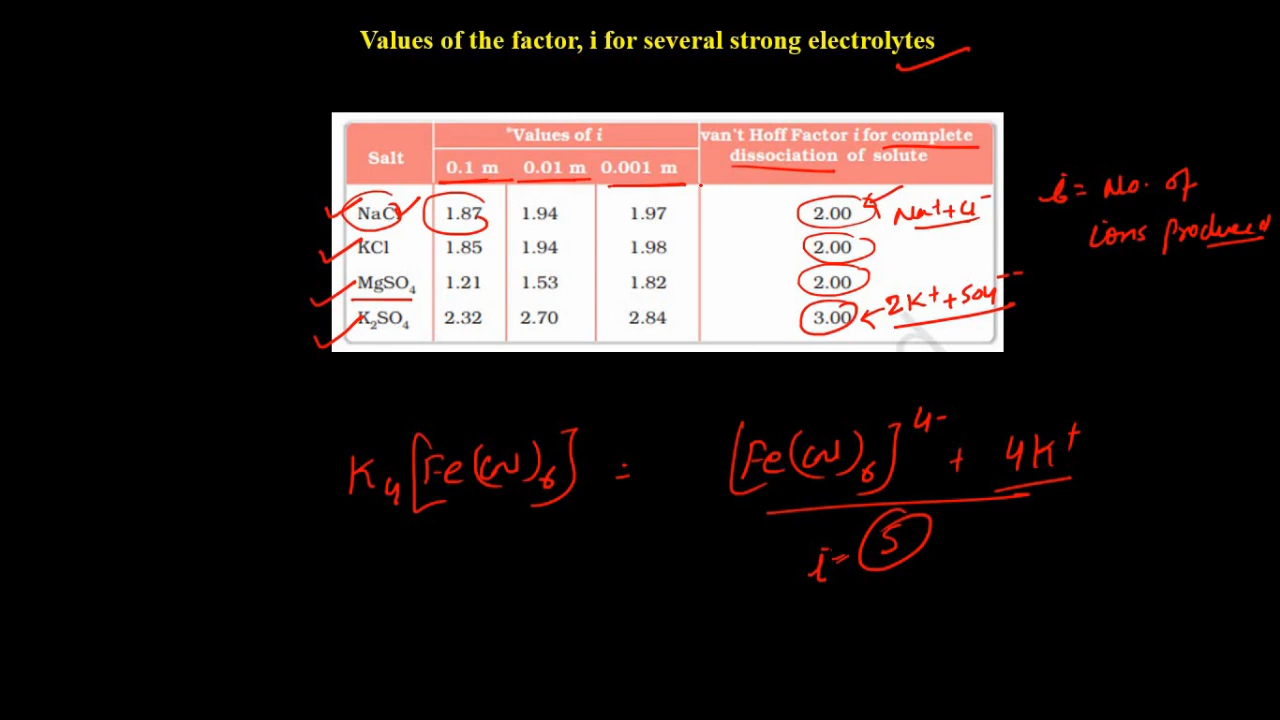 Values of the factor, i for several strong electrolytes
Salt *Values of i van't Hoff Factor i for complete dissociation of solute
0.1 m 0.01 m 0.001 m
NaCl 1.87 1.94 1.97 2.00 Na⁺ + Cl⁻
KCl 1.85 1.94 1.98 2.00
MgSO₄ 1.21 1.53 1.82 2.00
K₂SO₄ 2.32 2.70 2.84 3.00 2K⁺ + SO4⁻⁻
i = No. of
ions produced
K₄[Fe(CN)₆] = [Fe(CN)₆]⁴⁻ + 4K⁺
i = 5